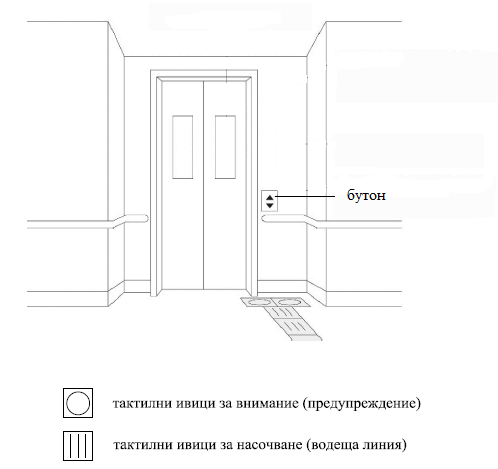 бутон
тактилни ивици за внимание (предупреждение)
тактилни ивици за насочване (водеща линия)